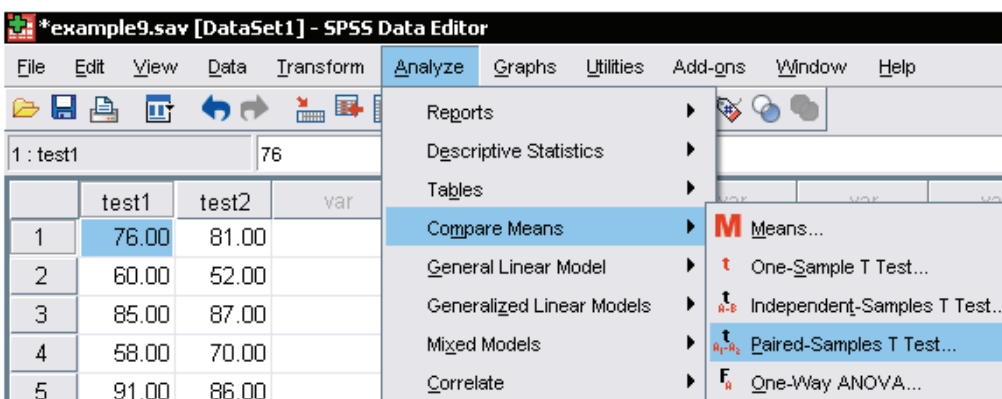 *example9.sav [DataSet1] - SPSS Data Editor
File Edit View Data Transform Analyze Graphs Utilities Add-ons Window Help
1 : test1 76
Reports
Descriptive Statistics
Tables
Compare Means
General Linear Model
Generalized Linear Models
Mixed Models
Correlate
test1 test2 var var var
1 76.00 81.00
2 60.00 52.00
3 85.00 87.00
4 58.00 70.00
5 91.00 86.00
M Means...
t One-Sample T Test...
t A-B Independent-Samples T Test..
t A1-A2 Paired-Samples T Test...
F A One-Way ANOVA...